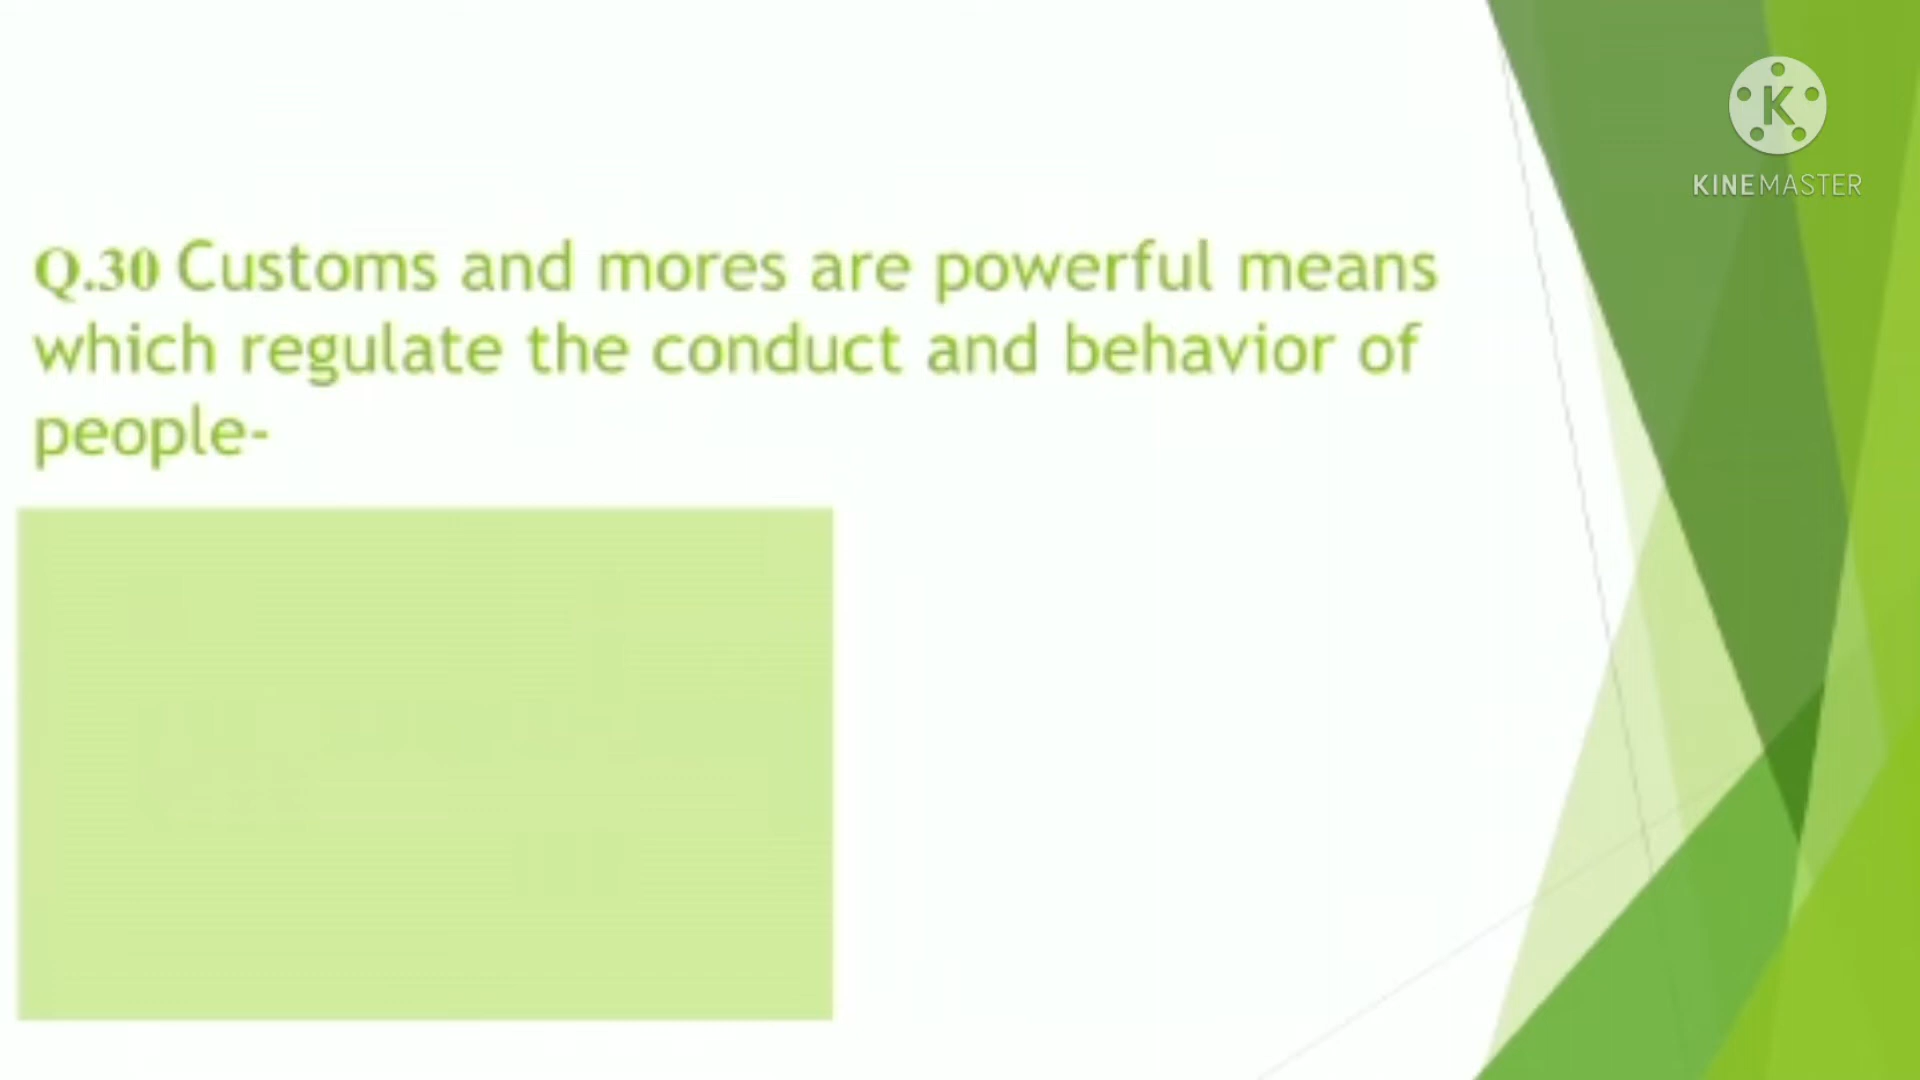 K
KINEMASTER
Q.30 Customs and mores are powerful means
which regulate the conduct and behavior of
people-